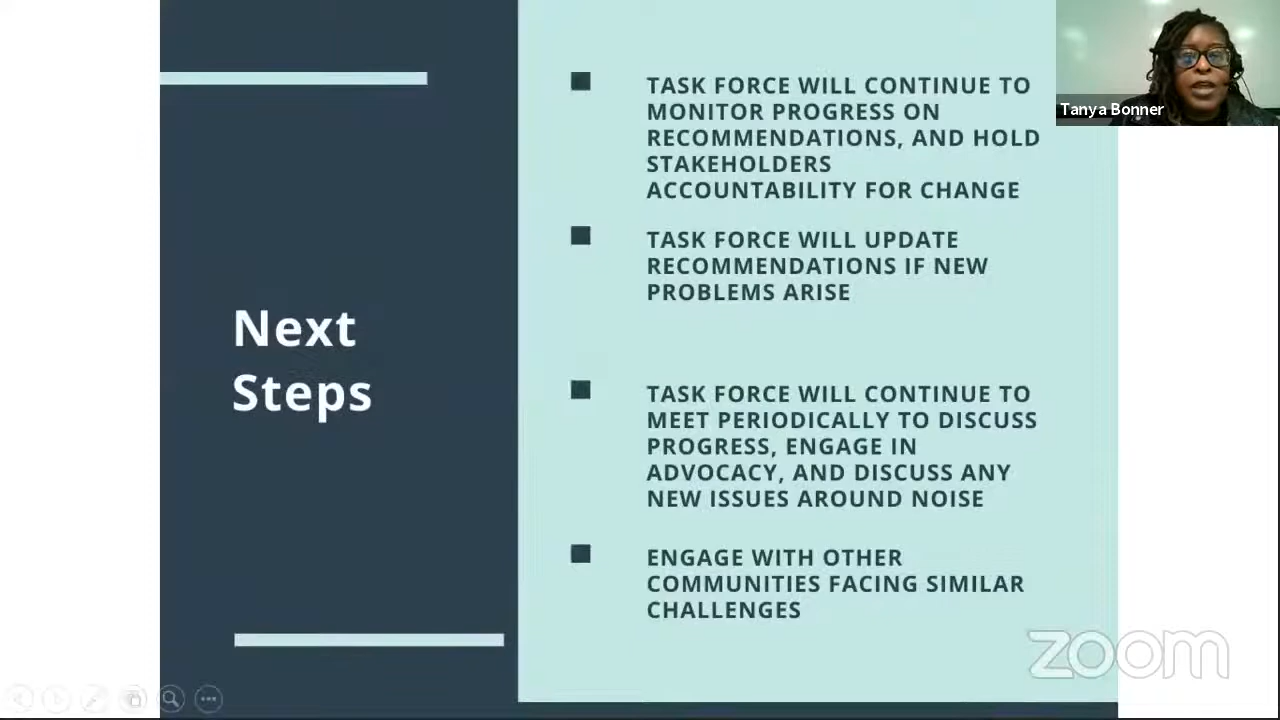 Next
Steps
TASK FORCE WILL CONTINUE TO
MONITOR PROGRESS ON
RECOMMENDATIONS, AND HOLD
STAKEHOLDERS
ACCOUNTABILITY FOR CHANGE
TASK FORCE WILL UPDATE
RECOMMENDATIONS IF NEW
PROBLEMS ARISE
TASK FORCE WILL CONTINUE TO
MEET PERIODICALLY TO DISCUSS
PROGRESS, ENGAGE IN
ADVOCACY, AND DISCUSS ANY
NEW ISSUES AROUND NOISE
ENGAGE WITH OTHER
COMMUNITIES FACING SIMILAR
CHALLENGES
Tanya Bonner
zoom